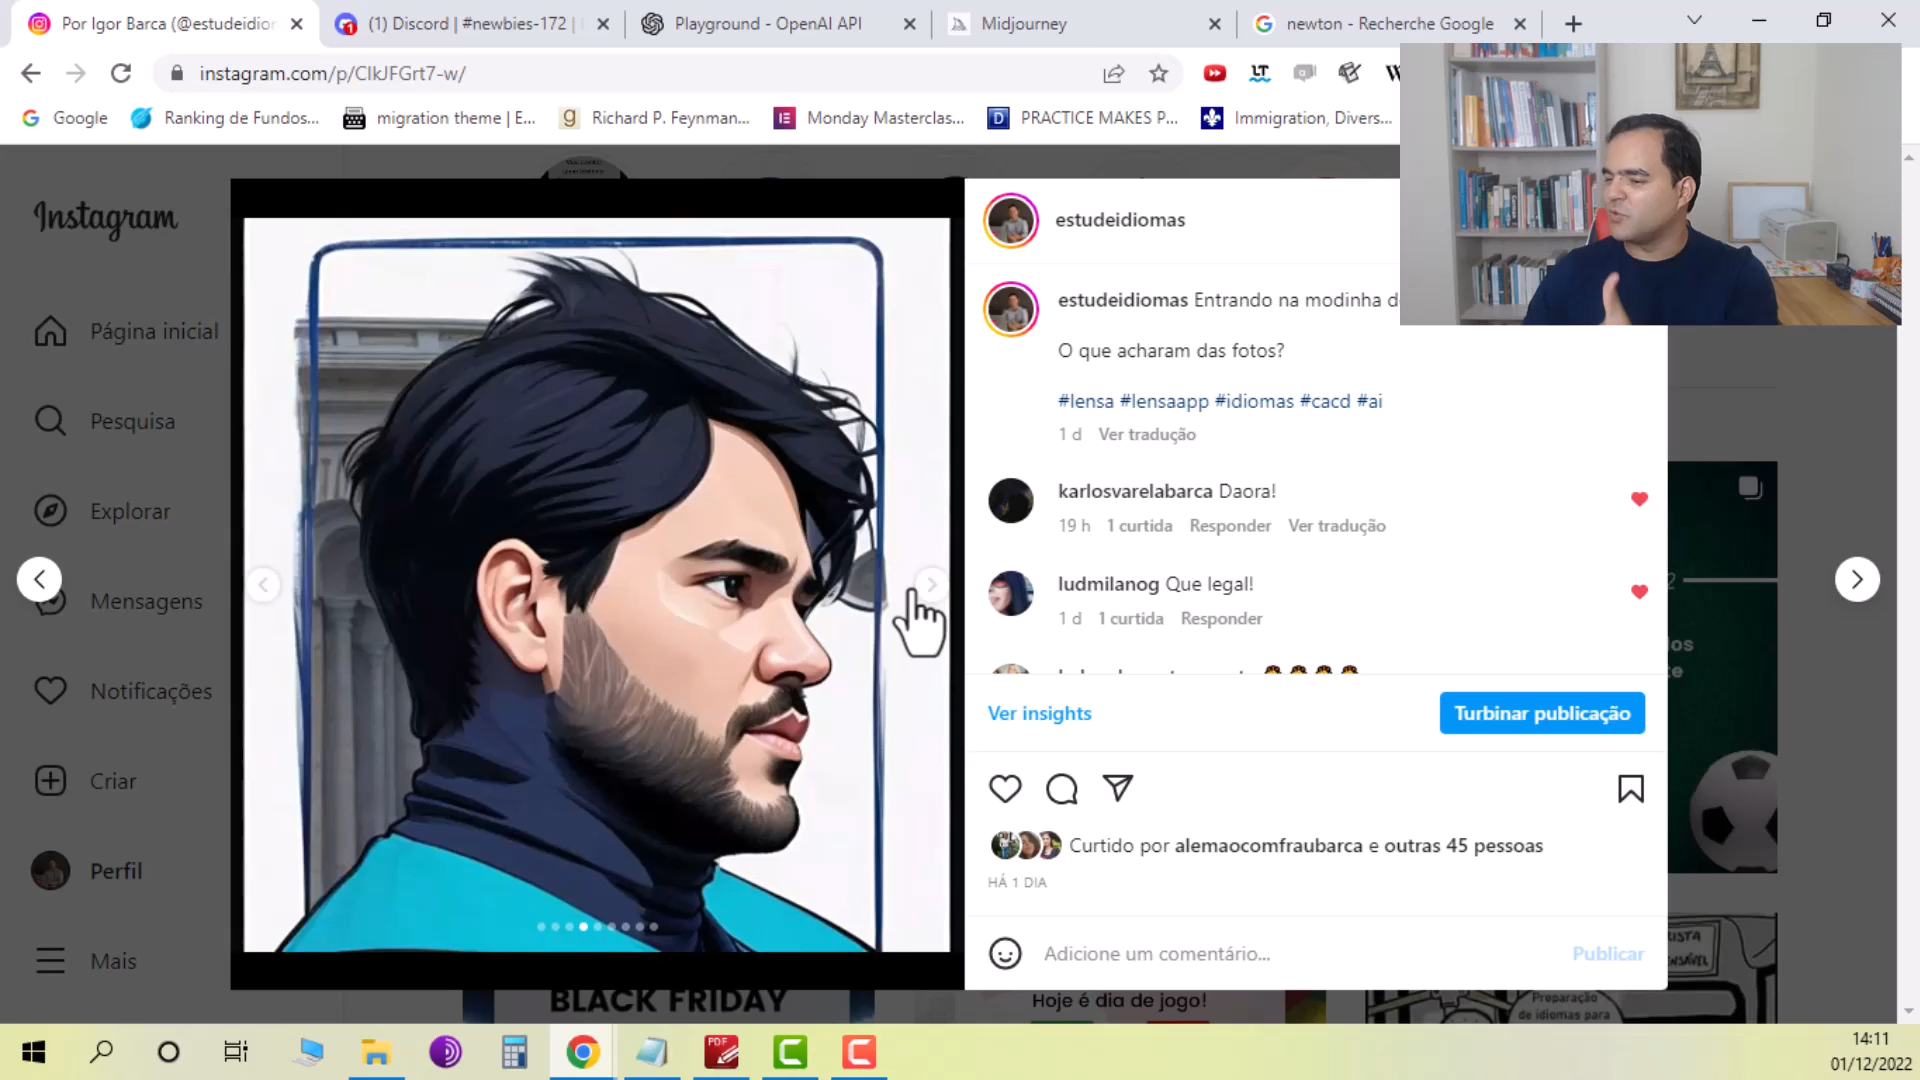 Por Igor Barca (@estudeidior
(1) Discord | #newbies-172 |
Playground - OpenAI API
Midjourney
newton - Recherche Google
instagram.com/p/ClkJFGrt7-w/
Google
Ranking de Fundos...
migration theme | E...
Richard P. Feynman...
Monday Masterclas...
PRACTICE MAKES P...
Immigration, Divers...
Instagram
Página inicial
Pesquisa
Explorar
Mensagens
Notificações
Criar
Perfil
Mais
estudeidiomas
estudeidiomas Entrando na modinha d
O que acharam das fotos?
#lensa #lensaapp #idiomas #cacd #ai
1 d Ver tradução
karlosvarelabarca Daora!
19 h 1 curtida Responder Ver tradução
ludmilanog Que legal!
1 d 1 curtida Responder
Ver insights
Turbinar publicação
Curtido por alemaocomfraubarca e outras 45 pessoas
HÁ 1 DIA
Adicione um comentário...
Publicar
BLACK FRIDAY
Hoje é dia de jogo!
Preparação
de idiomas para
14:11
01/12/2022